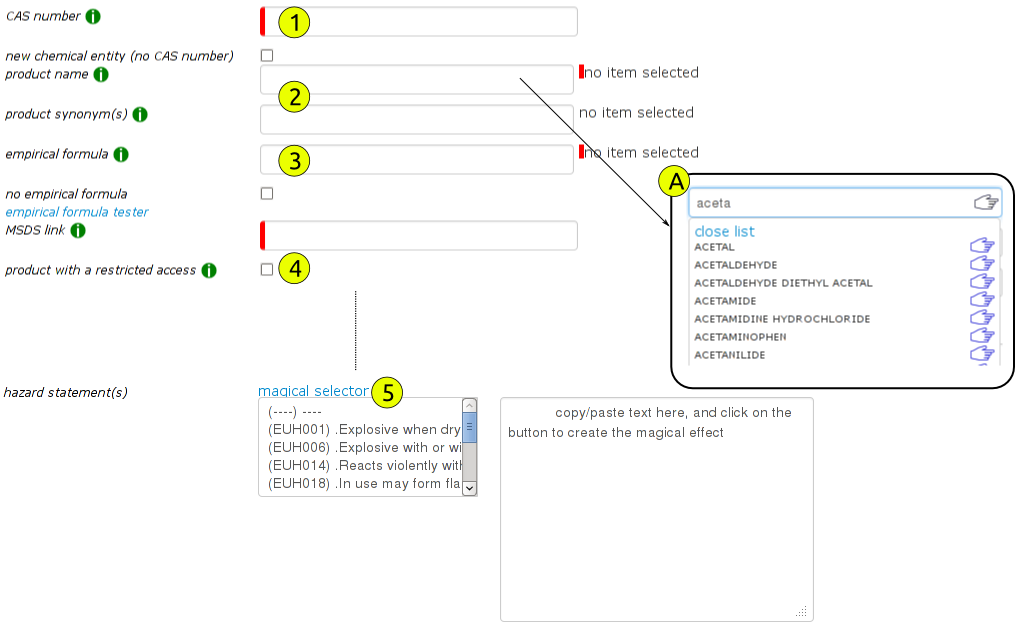 CAS number
1
new chemical entity (no CAS number)
product name
no item selected
2
product synonym(s)
no item selected
empirical formula
3
no item selected
no empirical formula
empirical formula tester
MSDS link
product with a restricted access
4
A
aceta
close list
ACETAL
ACETALDEHYDE
ACETALDEHYDE DIETHYL ACETAL
ACETAMIDE
ACETAMIDINE HYDROCHLORIDE
ACETAMINOPHEN
ACETANILIDE
hazard statement(s)
magical selector
5
(----) ----
(EUH001) .Explosive when dry
(EUH006) .Explosive with or wi
(EUH014) .Reacts violently with
(EUH018) .In use may form fla
copy/paste text here, and click on the
button to create the magical effect